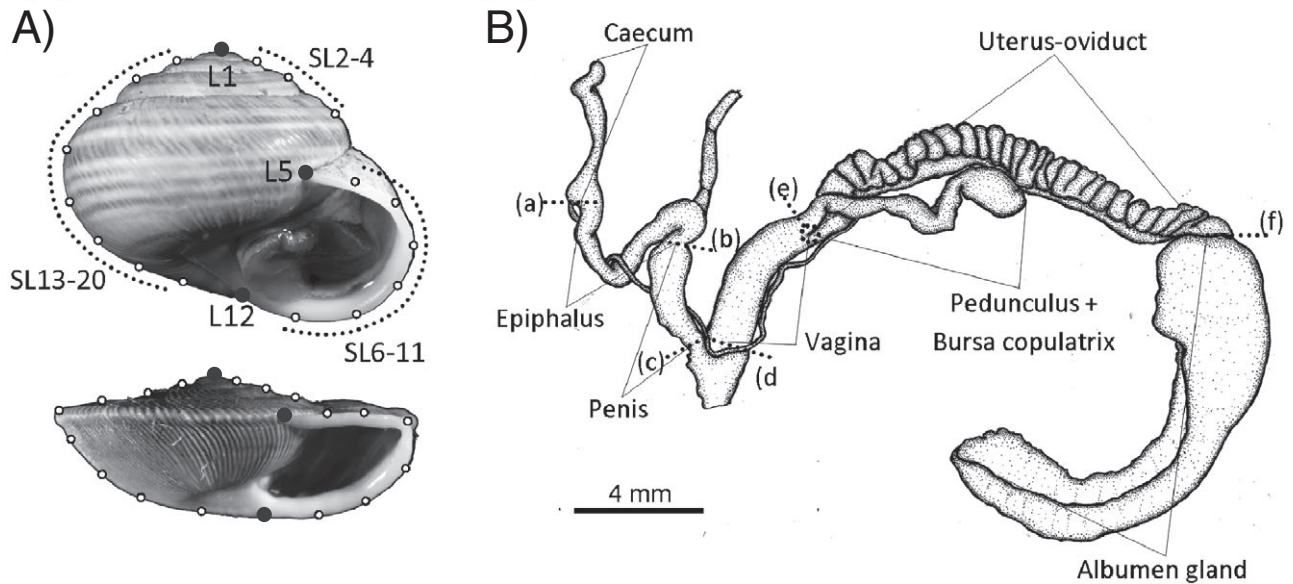 A)
L1
SL2-4
L5
SL13-20
L12
SL6-11
B)
Caecum
Uterus-oviduct
(a)
(b)
(e)
(f)
Epiphalus
Pedunculus +
Bursa copulatrix
Vagina
(c)
(d
Penis
4 mm
Albumen gland